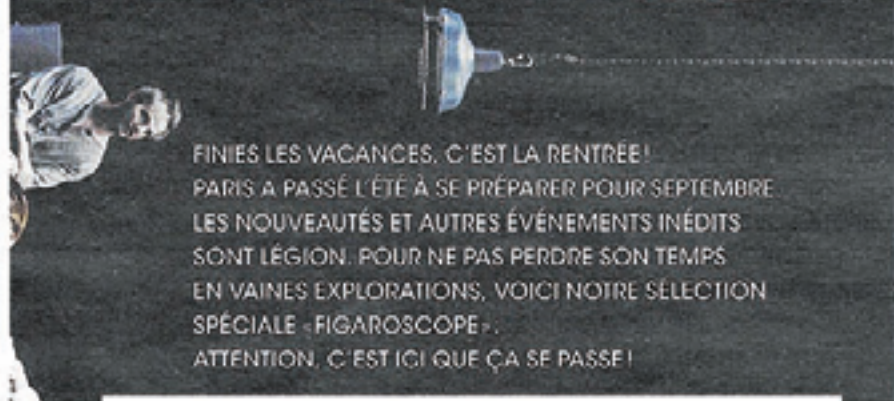 FINIES LES VACANCES. C'EST LA RENTRÉE!
PARIS A PASSÉ L'ÉTÉ À SE PRÉPARER POUR SEPTEMBRE.
LES NOUVEAUTÉS ET AUTRES ÉVÉNEMENTS INÉDITS
SONT LÉGION. POUR NE PAS PERDRE SON TEMPS
EN VAINES EXPLORATIONS, VOICI NOTRE SÉLECTION
SPÉCIALE «FIGAROSCOPE».
ATTENTION, C'EST ICI QUE ÇA SE PASSE!